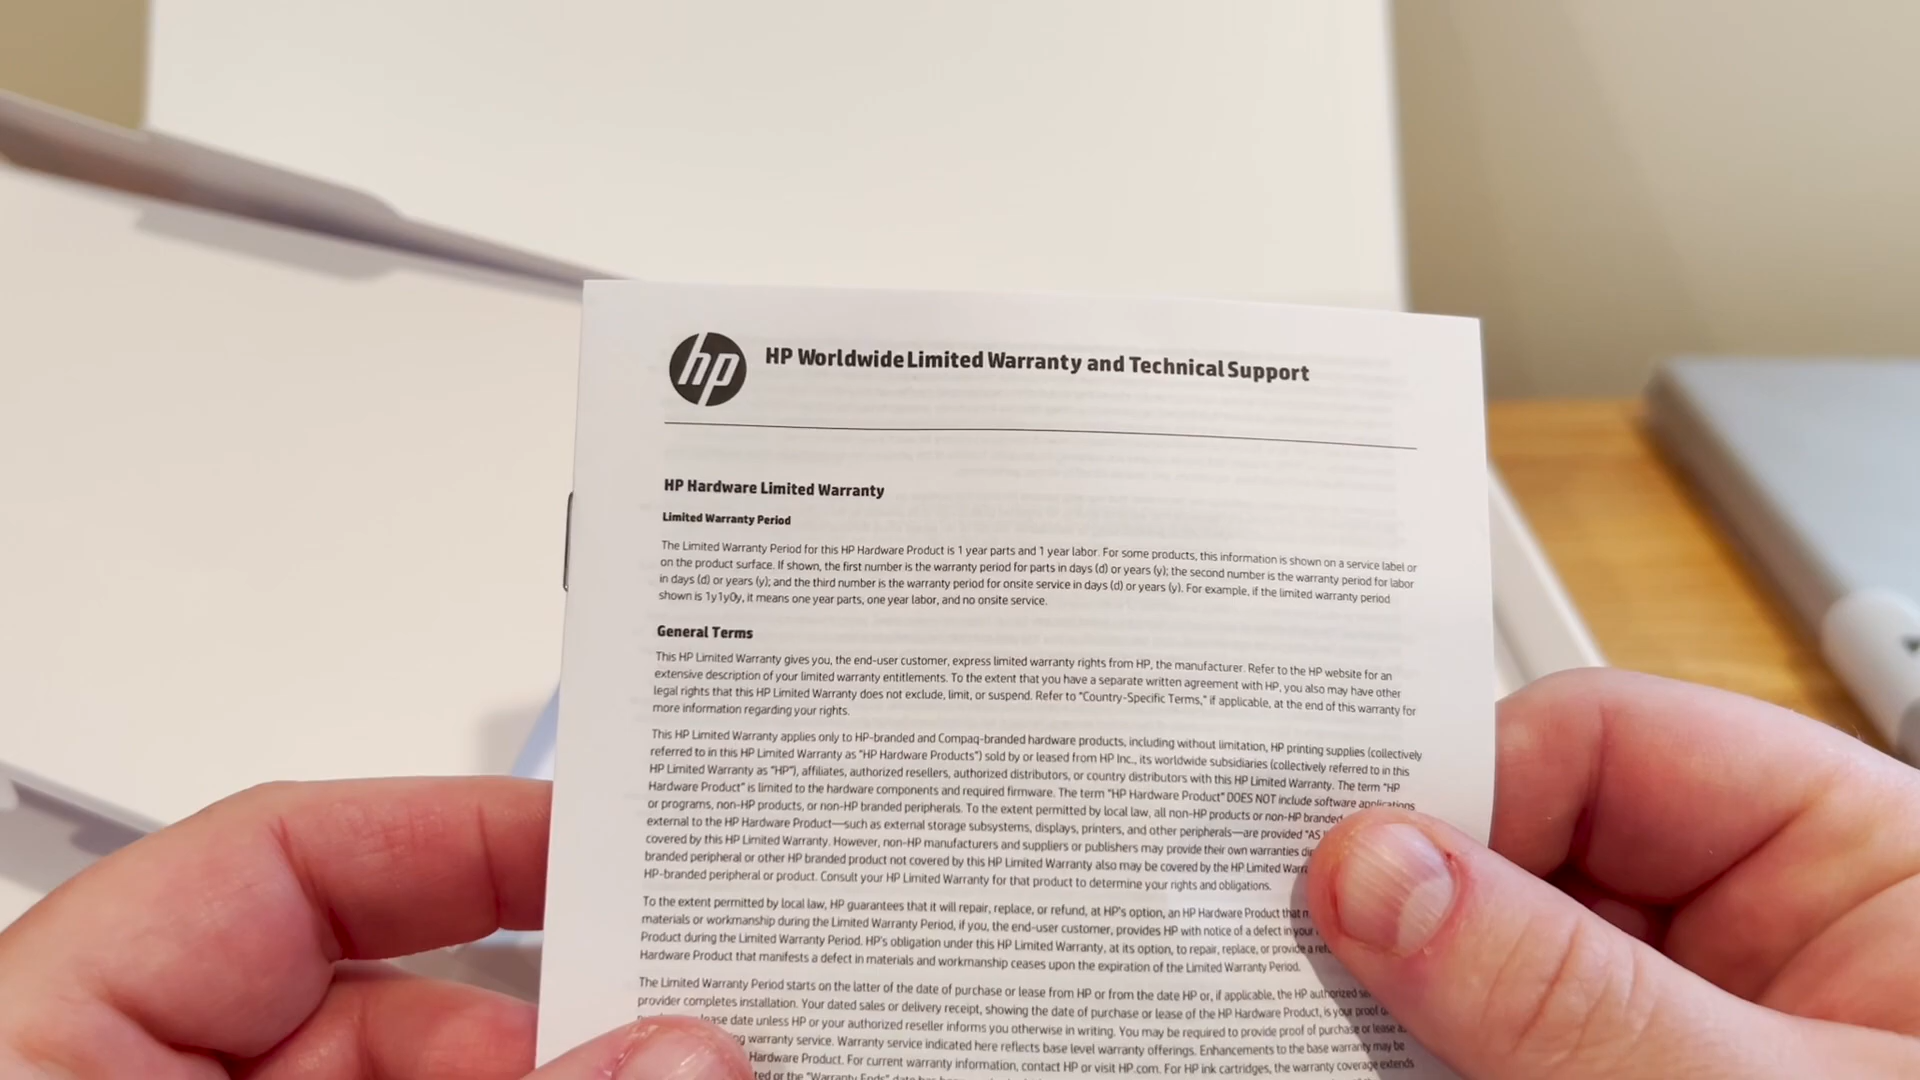 hp
HP Worldwide Limited Warranty and Technical Support
HP Hardware Limited Warranty
Limited Warranty Period
The Limited Warranty Period for this HP Hardware Product is 1 year parts and 1 year labor. For some products, this information is shown on a service label or
on the product surface. If shown, the first number is the warranty period for parts in days (d) or years (y); the second number is the warranty period for labor
in days (d) or years (y); and the third number is the warranty period for onsite service in days (d) or years (y). For example, if the limited warranty period
shown is 1y1y0y, it means one year parts, one year labor, and no onsite service.
General Terms
This HP Limited Warranty gives you, the end-user customer, express limited warranty rights from HP, the manufacturer. Refer to the HP website for an
extensive description of your limited warranty entitlements. To the extent that you have a separate written agreement with HP, you also may have other
legal rights that this HP Limited Warranty does not exclude, limit, or suspend. Refer to "Country-Specific Terms," if applicable, at the end of this warranty for
more information regarding your rights.
This HP Limited Warranty applies only to HP-branded and Compaq-branded hardware products, including without limitation, HP printing supplies (collectively
referred to in this HP Limited Warranty as "HP Hardware Products") sold by or leased from HP Inc., its worldwide subsidiaries (collectively referred to in this
HP Limited Warranty as "HP"), affiliates, authorized resellers, authorized distributors, or country distributors with this HP Limited Warranty. The term "HP
Hardware Product" is limited to the hardware components and required firmware. The term "HP Hardware Product" DOES NOT include software applications
or programs, non-HP products, or non-HP branded peripherals. To the extent permitted by local law, all non-HP products or non-HP branded
external to the HP Hardware Product—such as external storage subsystems, displays, printers, and other peripherals—are provided "AS
covered by this HP Limited Warranty. However, non-HP manufacturers and suppliers or publishers may provide their own warranties
branded peripheral or other HP branded product not covered by this HP Limited Warranty also may be covered by the HP Limited
HP-branded peripheral or product. Consult your HP Limited Warranty for that product to determine your rights and obligations.
To the extent permitted by local law, HP guarantees that it will repair, replace, or refund, at HP's option, an HP Hardware Product that
materials or workmanship during the Limited Warranty Period, if you, the end-user customer, provides HP with notice of a defect in your
Product during the Limited Warranty Period. HP's obligation under this HP Limited Warranty, at its option, to repair, replace, or provide a
Hardware Product that manifests a defect in materials and workmanship ceases upon the expiration of the Limited Warranty Period.
The Limited Warranty Period starts on the latter of the date of purchase or lease from HP or from the date HP or, if applicable, the HP authorized
provider completes installation. Your dated sales or delivery receipt, showing the date of purchase or lease of the HP Hardware Product, is your proof
date unless HP or your authorized reseller informs you otherwise in writing. You may be required to provide proof of purchase or lease
warranty service. Warranty service indicated here reflects base level warranty offerings. Enhancements to the base warranty may be
Hardware Product. For current warranty information, contact HP or visit HP.com. For HP ink cartridges, the warranty coverage extends
or the "Warranty Ends"